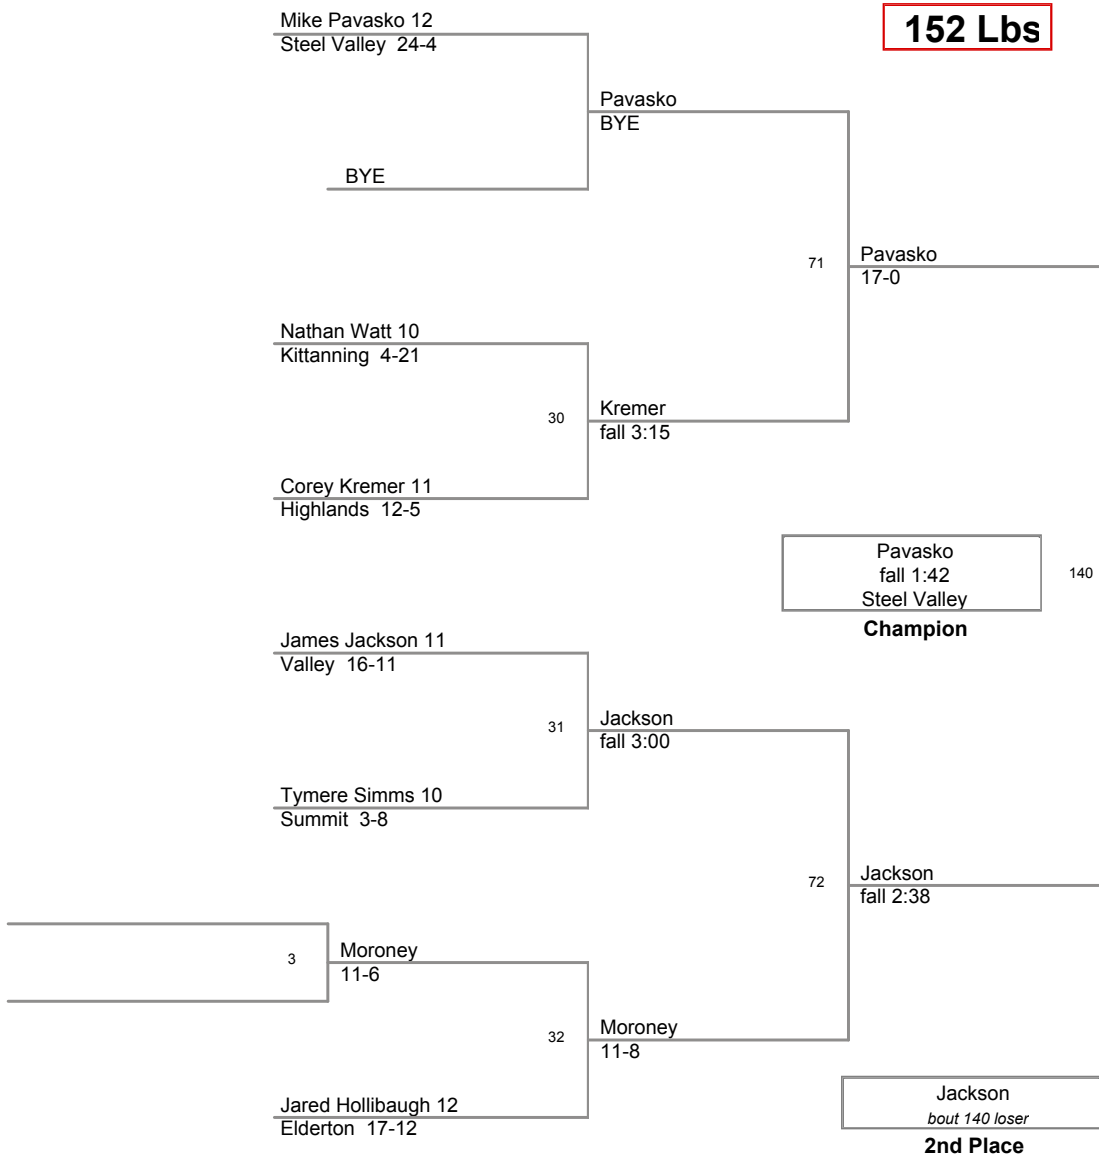 Mike Pavasko 12
Steel Valley 24-4
152 Lbs
Pavasko
BYE
BYE
71
Pavasko
17-0
Nathan Watt 10
Kittanning 4-21
30
Kremer
fall 3:15
Corey Kremer 11
Highlands 12-5
Pavasko
fall 1:42
Steel Valley
140
Champion
James Jackson 11
Valley 16-11
31
Jackson
fall 3:00
Tymere Simms 10
Summit 3-8
72
Jackson
fall 2:38
3
Moroney
11-6
32
Moroney
11-8
Jared Hollibaugh 12
Elderton 17-12
Jackson
bout 140 loser
2nd Place